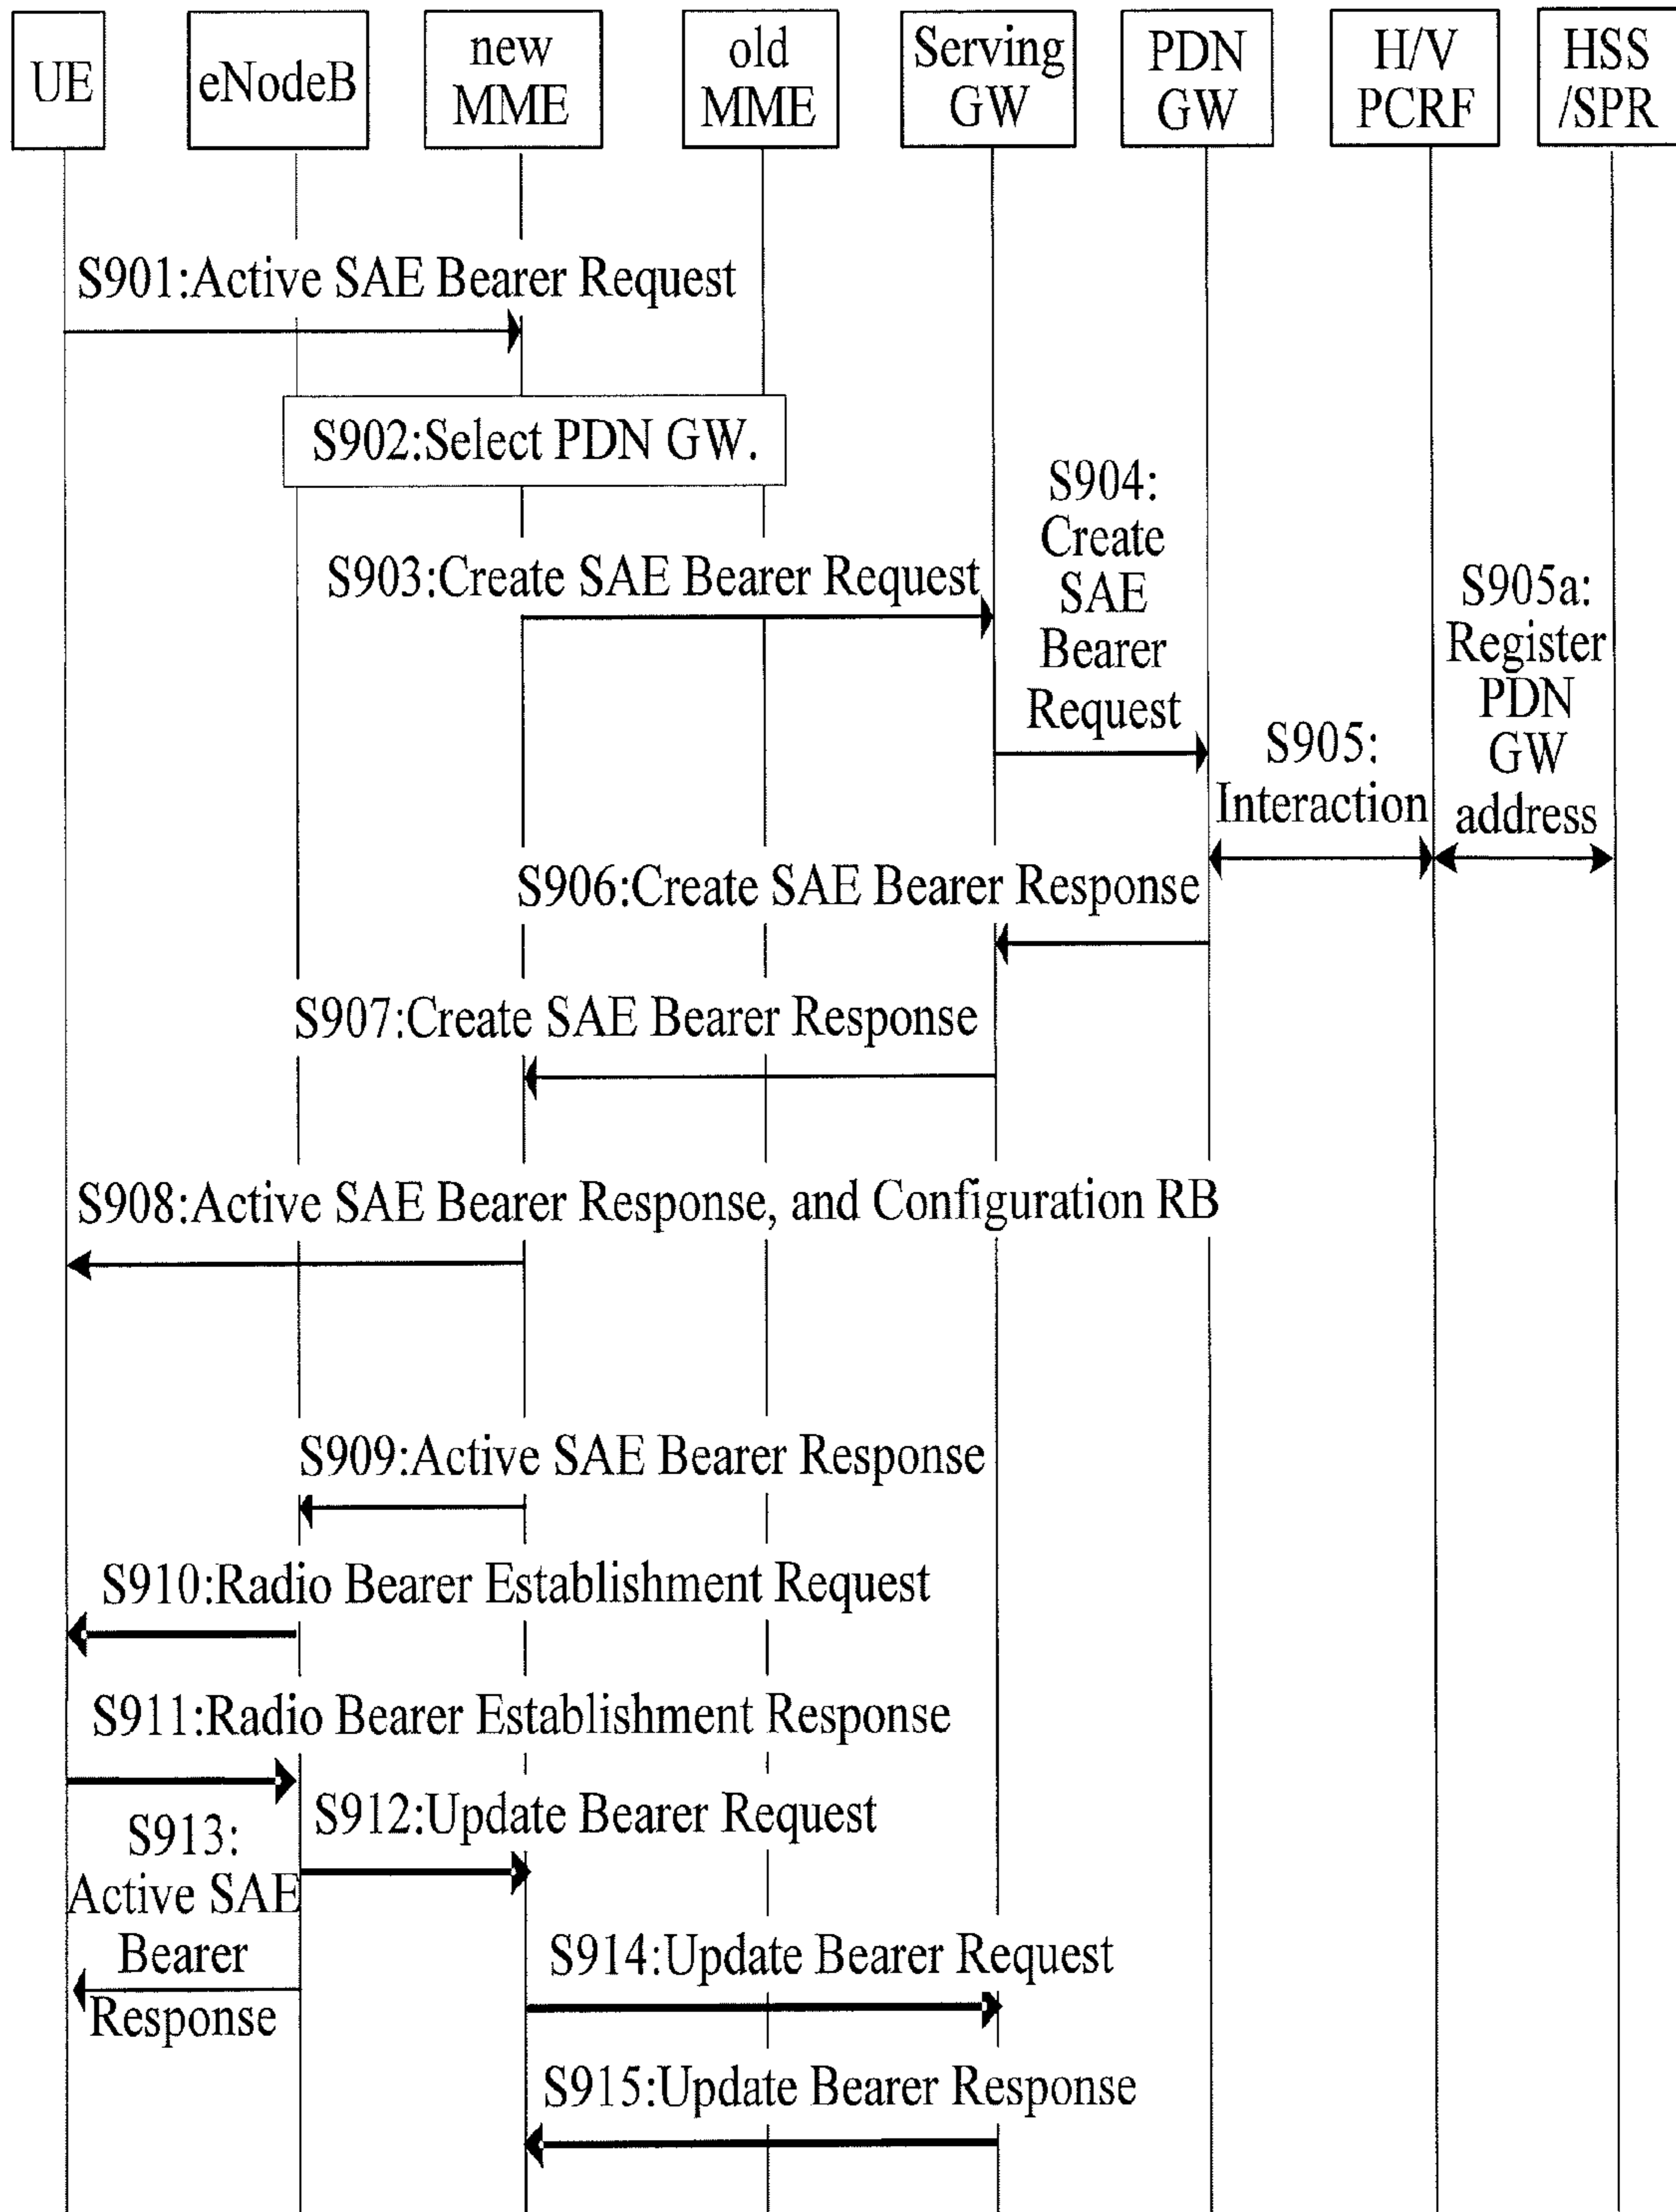 UE
eNodeB
new
MME
old
MME
Serving
GW
PDN
GW
H/V
PCRF
HSS
/SPR
S901:Active SAE Bearer Request
S902:Select PDN GW.
S903:Create SAE Bearer Request
S904:
Create
SAE
Bearer
Request
S905:
Interaction
S905a:
Register
PDN
GW
address
S906:Create SAE Bearer Response
S907:Create SAE Bearer Response
S908:Active SAE Bearer Response, and Configuration RB
S909:Active SAE Bearer Response
S910:Radio Bearer Establishment Request
S911:Radio Bearer Establishment Response
S912:Update Bearer Request
S913:
Active SAE
Bearer
Response
S914:Update Bearer Request
S915:Update Bearer Response